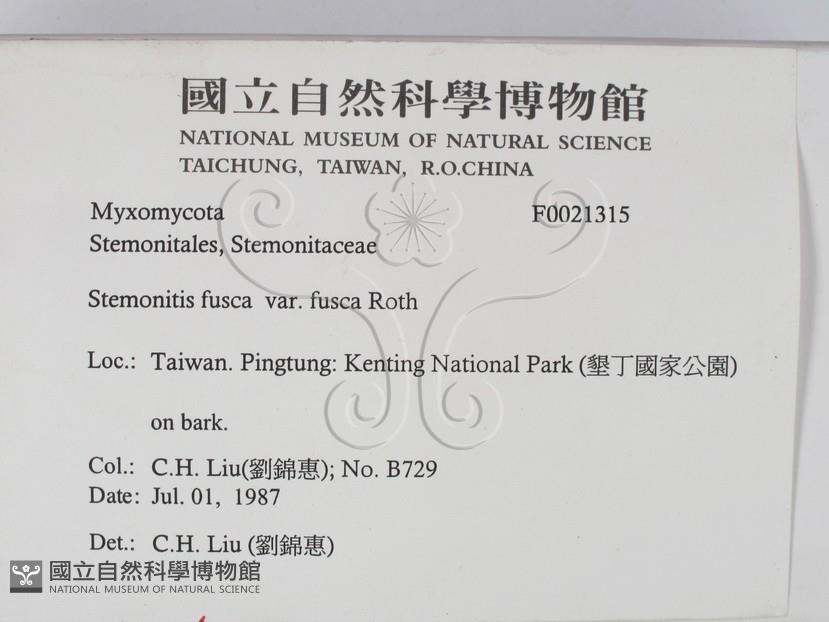 國立自然科學博物館
NATIONAL MUSEUM OF NATURAL SCIENCE
TAICHUNG, TAIWAN, R.O.CHINA
Myxomycota F0021315
Stemonitales, Stemonitaceae
Stemonitis fusca var. fusca Roth
Loc.: Taiwan. Pingtung: Kenting National Park (墾丁國家公園)
on bark.
Col.: C.H. Liu(劉錦惠); No. B729
Date: Jul. 01, 1987
Det.: C.H. Liu (劉錦惠)
國立自然科學博物館
NATIONAL MUSEUM OF NATURAL SCIENCE